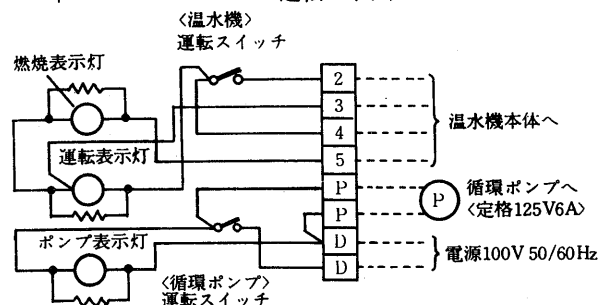 〈温水機〉
運転スイッチ
燃焼表示灯
運転表示灯
ポンプ表示灯
〈循環ポンプ〉
運転スイッチ
2
3
4
5
P
P
D
D
温水機本体へ
P
循環ポンプへ
〈定格125V6A〉
電源100V 50/60Hz